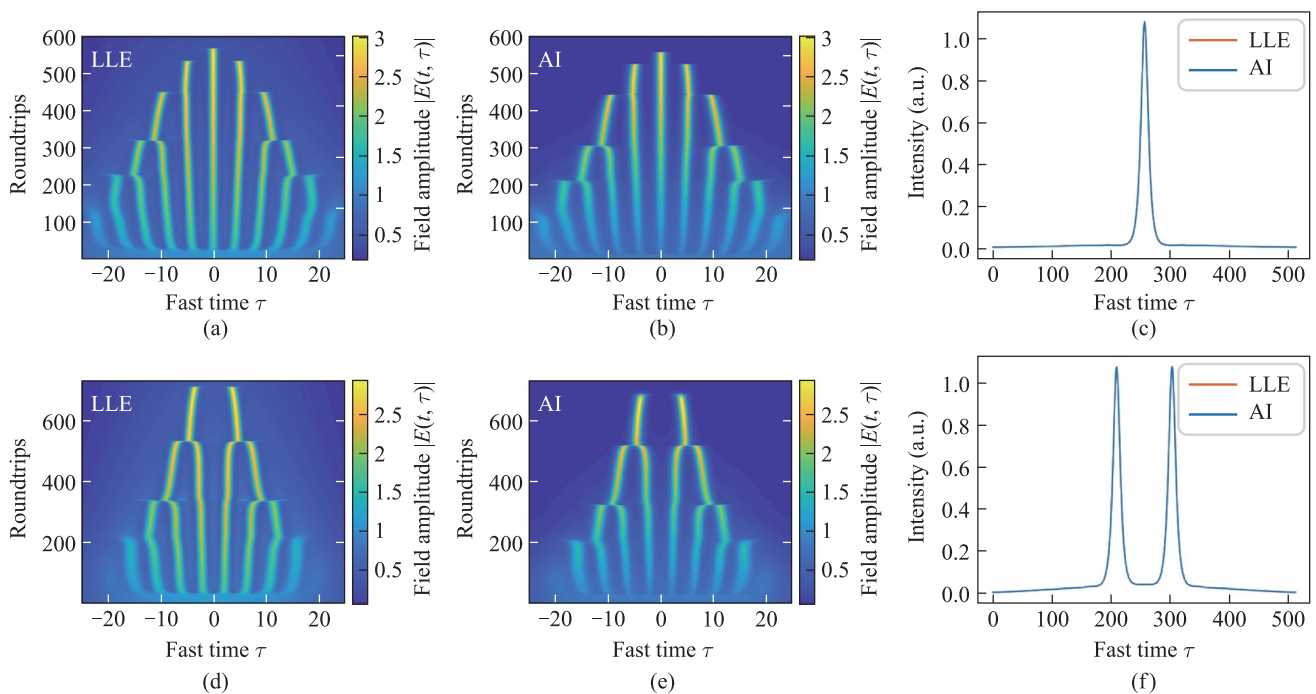 LLE
Roundtrips
600
500
400
300
200
100
−20 −10 0 10 20
Fast time τ
3
2.5
2
1.5
1
0.5
Field amplitude |E(t, τ)|
(a)
AI
Roundtrips
600
500
400
300
200
100
−20 −10 0 10 20
Fast time τ
3
2.5
2
1.5
1
0.5
Field amplitude |E(t, τ)|
(b)
LLE
AI
Intensity (a.u.)
1.0
0.8
0.6
0.4
0.2
0.0
0 100 200 300 400 500
Fast time τ
(c)
LLE
Roundtrips
600
400
200
−20 −10 0 10 20
Fast time τ
2.5
2
1.5
1
0.5
Field amplitude |E(t, τ)|
(d)
AI
Roundtrips
600
400
200
−20 −10 0 10 20
Fast time τ
2.5
2
1.5
1
0.5
Field amplitude |E(t, τ)|
(e)
LLE
AI
Intensity (a.u.)
1.0
0.8
0.6
0.4
0.2
0.0
0 100 200 300 400 500
Fast time τ
(f)